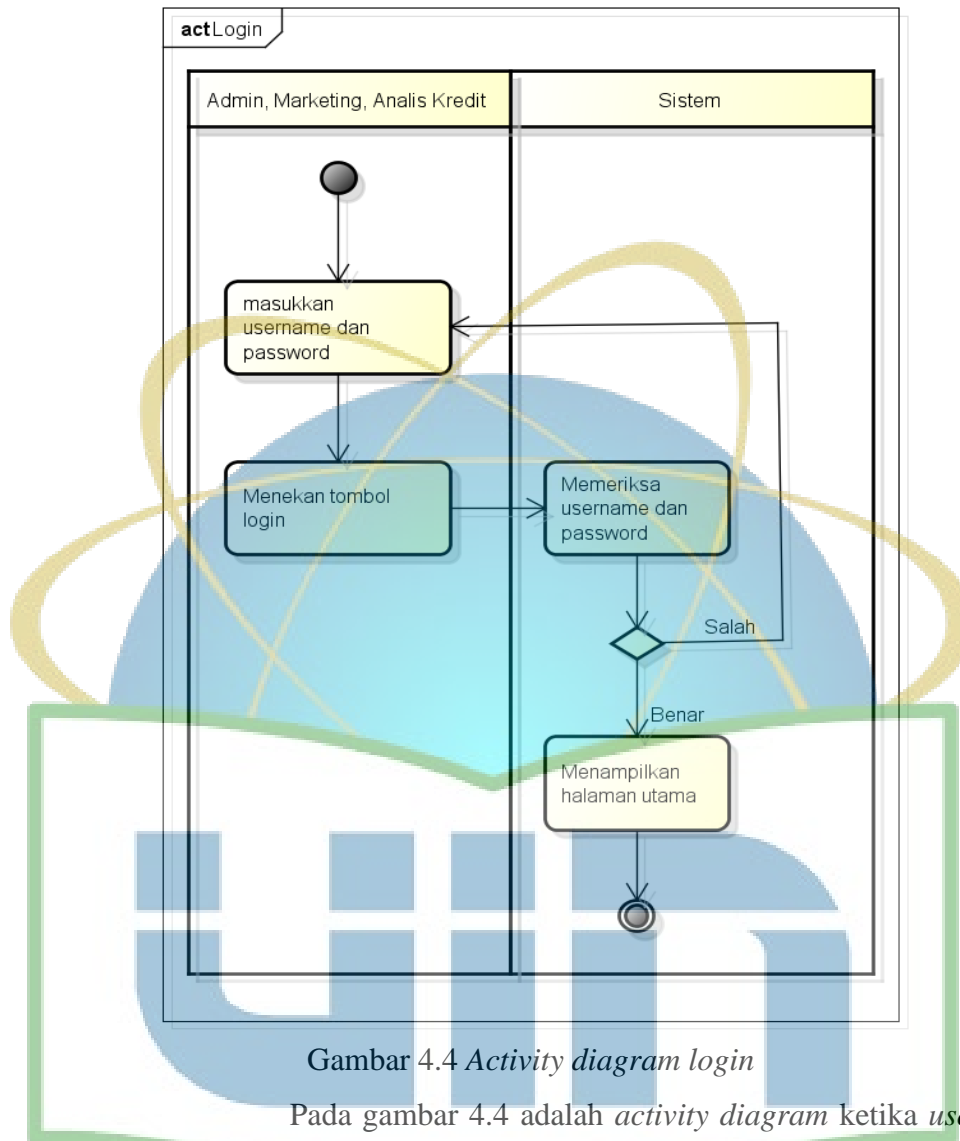 actLogin
Admin, Marketing, Analis Kredit
Sistem
masukkan
username dan
password
Menekan tombol
login
Memeriksa
username dan
password
Salah
Benar
Menampilkan
halaman utama
uin
Gambar 4.4 Activity diagram login
Pada gambar 4.4 adalah activity diagram ketika